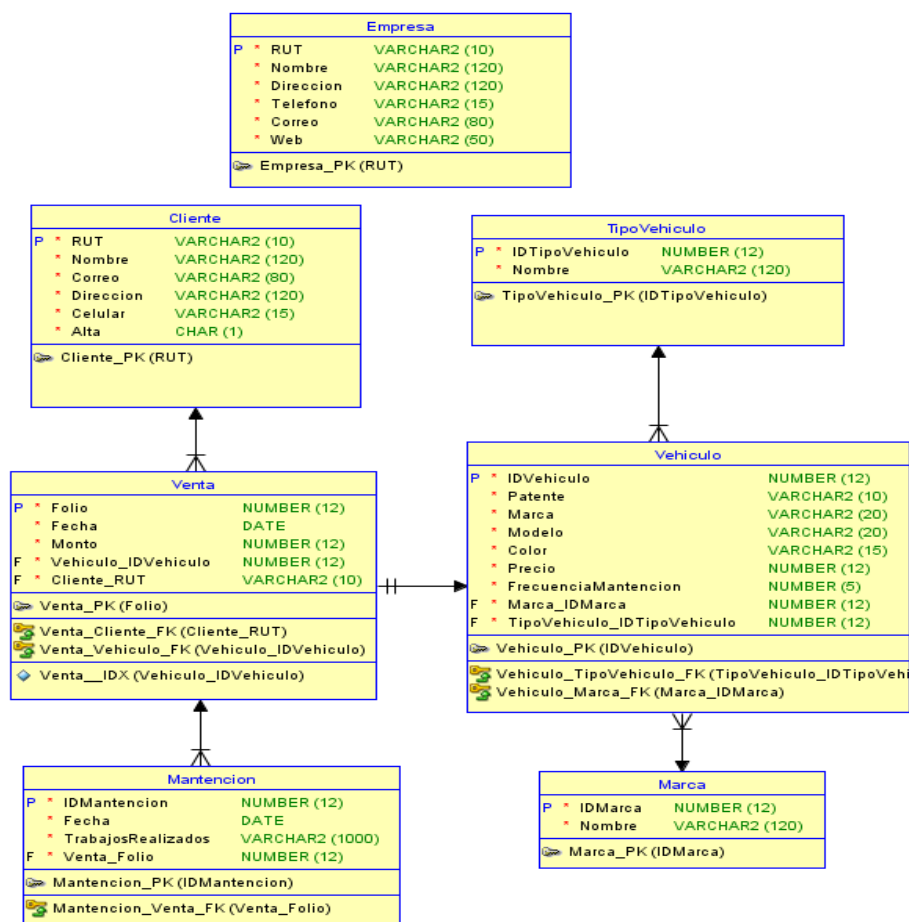 Empresa
P * RUT VARCHAR2 (10)
* Nombre VARCHAR2 (120)
* Direccion VARCHAR2 (120)
* Telefono VARCHAR2 (15)
* Correo VARCHAR2 (80)
* Web VARCHAR2 (50)
Empresa_PK (RUT)
Cliente
P * RUT VARCHAR2 (10)
* Nombre VARCHAR2 (120)
* Correo VARCHAR2 (80)
* Direccion VARCHAR2 (120)
* Celular VARCHAR2 (15)
* Alta CHAR (1)
Cliente_PK (RUT)
TipoVehiculo
P * IDTipoVehiculo NUMBER (12)
* Nombre VARCHAR2 (120)
TipoVehiculo_PK (IDTipoVehiculo)
Venta
P * Folio NUMBER (12)
* Fecha DATE
* Monto NUMBER (12)
F * Vehiculo_IDVehiculo NUMBER (12)
F * Cliente_RUT VARCHAR2 (10)
Venta_PK (Folio)
Venta_Cliente_FK (Cliente_RUT)
Venta_Vehiculo_FK (Vehiculo_IDVehiculo)
Venta__IDX (Vehiculo_IDVehiculo)
Vehiculo
P * IDVehiculo NUMBER (12)
* Patente VARCHAR2 (10)
* Marca VARCHAR2 (20)
* Modelo VARCHAR2 (20)
* Color VARCHAR2 (15)
* Precio NUMBER (12)
* FrecuenciaMantencion NUMBER (5)
F * Marca_IDMarca NUMBER (12)
F * TipoVehiculo_IDTipoVehiculo NUMBER (12)
Vehiculo_PK (IDVehiculo)
Vehiculo_TipoVehiculo_FK (TipoVehiculo_IDTipoVehi
Vehiculo_Marca_FK (Marca_IDMarca)
Mantencion
P * IDMantencion NUMBER (12)
* Fecha DATE
* TrabajosRealizados VARCHAR2 (1000)
F * Venta_Folio NUMBER (12)
Mantencion_PK (IDMantencion)
Mantencion_Venta_FK (Venta_Folio)
Marca
P * IDMarca NUMBER (12)
* Nombre VARCHAR2 (120)
Marca_PK (IDMarca)